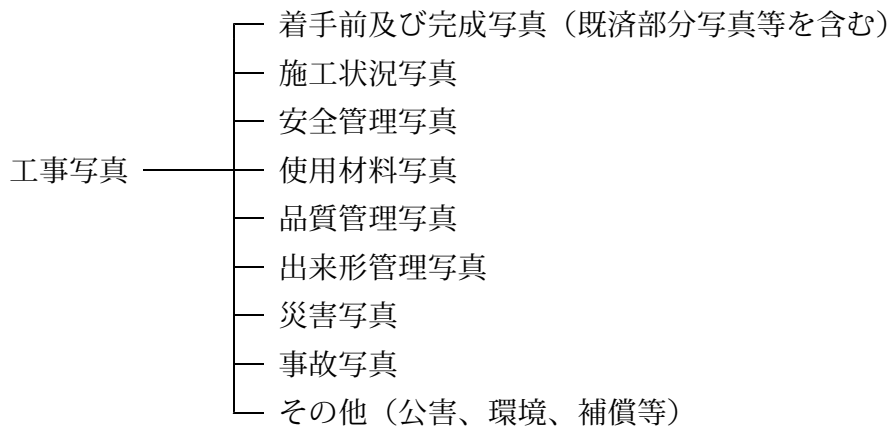 着手前及び完成写真（既済部分写真等を含む）
施工状況写真
安全管理写真
工事写真
使用材料写真
品質管理写真
出来形管理写真
災害写真
事故写真
その他（公害、環境、補償等）